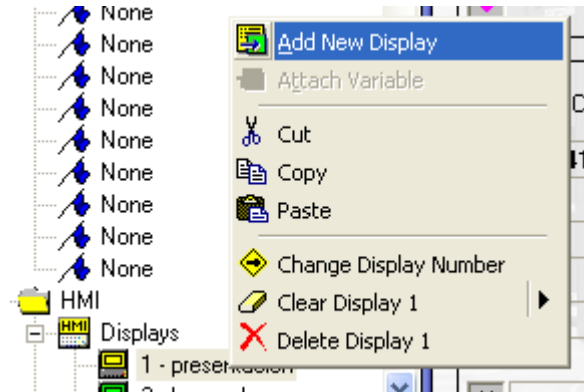 None
None
None
None
None
None
None
None
None
HMI
HMI
Displays
1 - presentacion
Add New Display
Attach Variable
Cut
Copy
Paste
Change Display Number
Clear Display 1
Delete Display 1